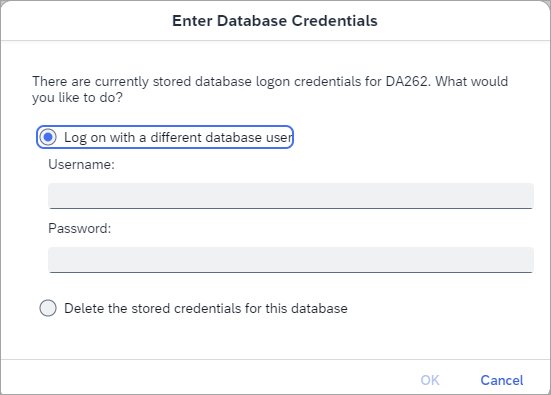 Enter Database Credentials
There are currently stored database logon credentials for DA262. What would
you like to do?
Log on with a different database user
Username:
Password:
Delete the stored credentials for this database
OK
Cancel